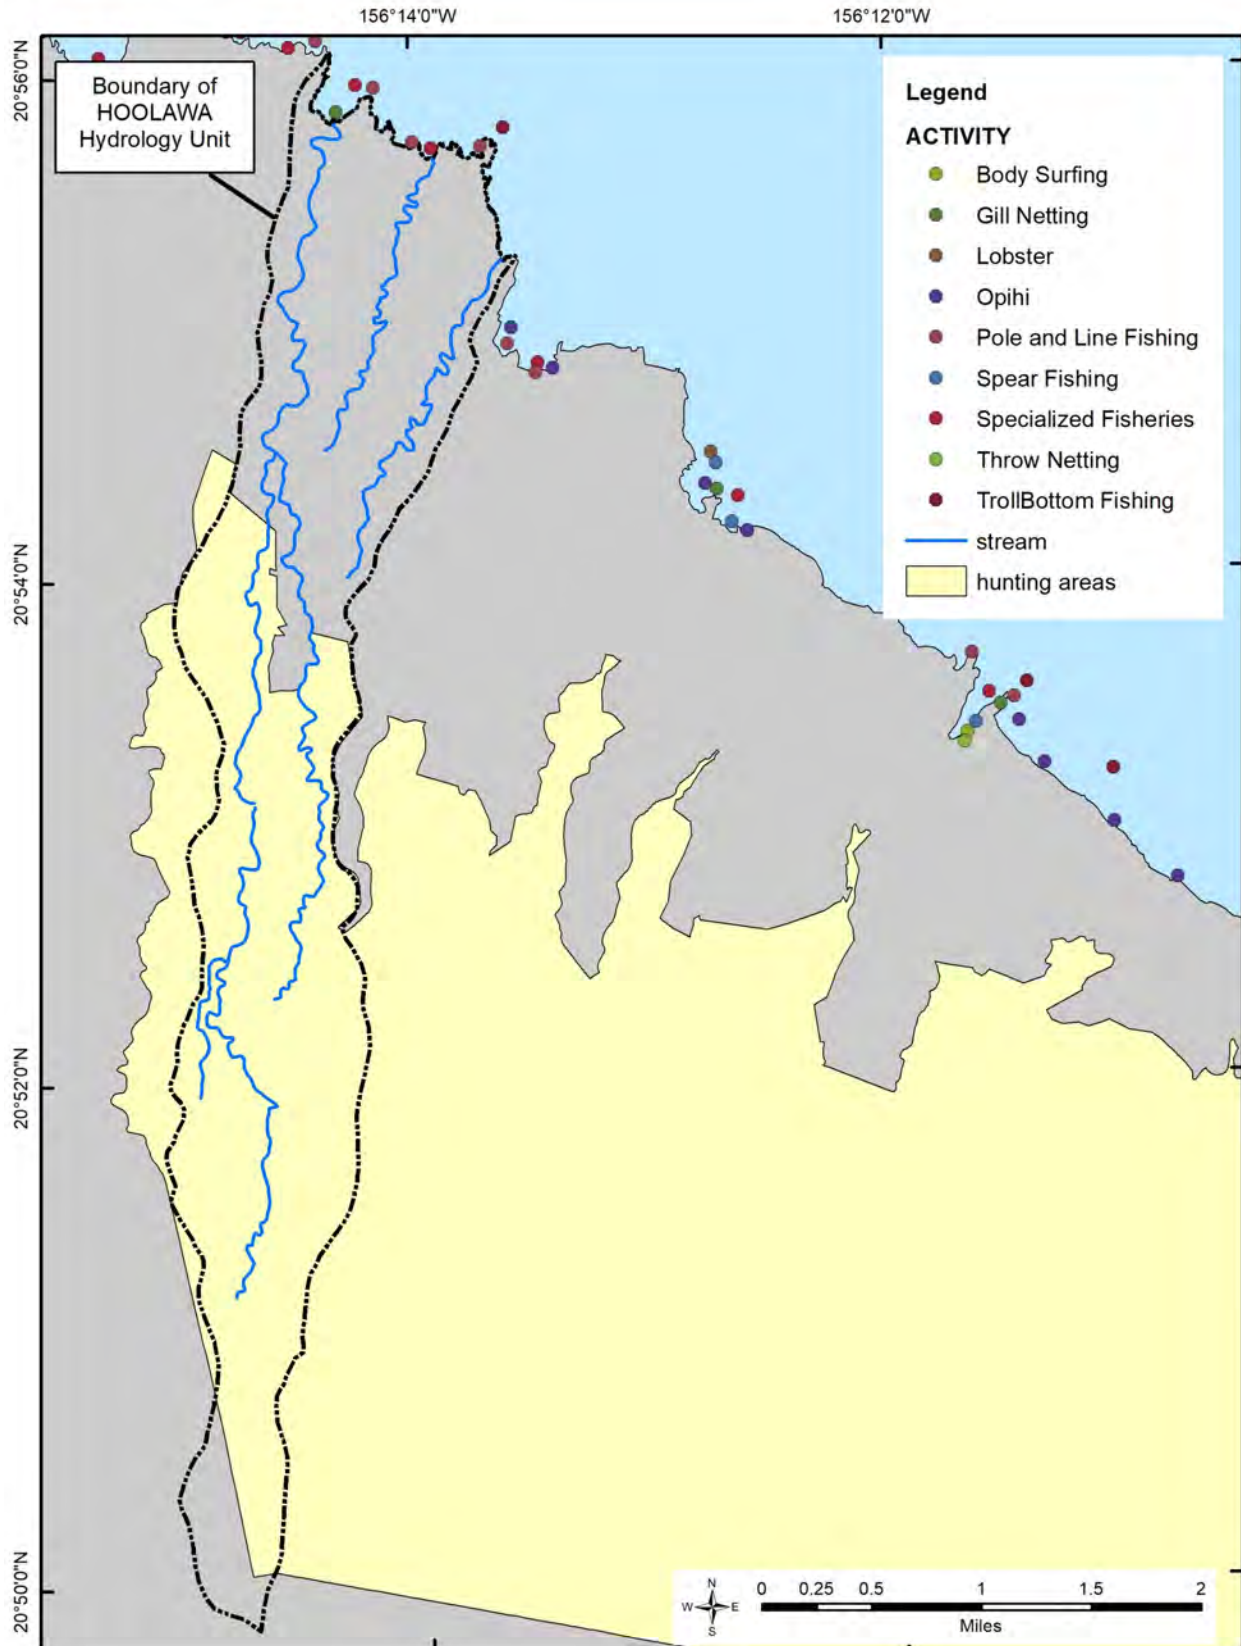 156°14'0"W
156°12'0"W
20°56'0"N
Boundary of
HOOLAWA
Hydrology Unit
Legend
ACTIVITY
Body Surfing
Gill Netting
Lobster
Opihi
Pole and Line Fishing
Spear Fishing
Specialized Fisheries
Throw Netting
TrollBottom Fishing
stream
hunting areas
20°54'0"N
20°52'0"N
20°50'0"N
N
W E
S
0 0.25 0.5 1 1.5 2
Miles